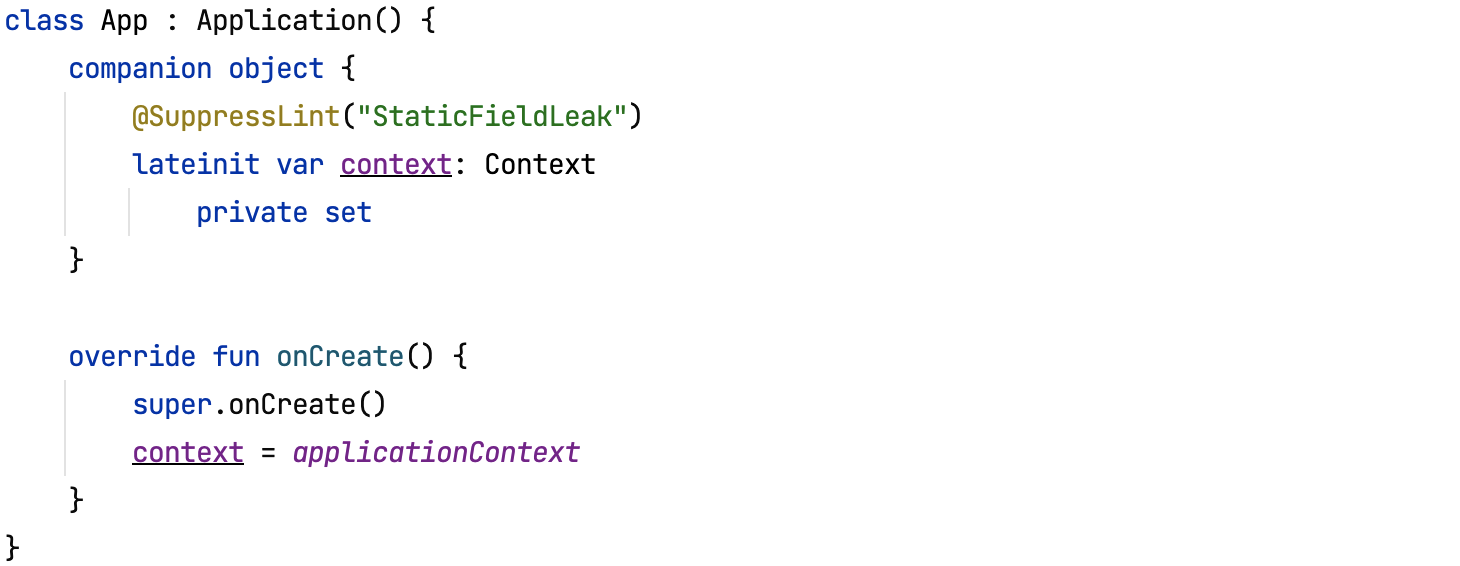 class App : Application() {
    companion object {
        @SuppressLint("StaticFieldLeak")
        lateinit var context: Context
            private set
    }

    override fun onCreate() {
        super.onCreate()
        context = applicationContext
    }
}